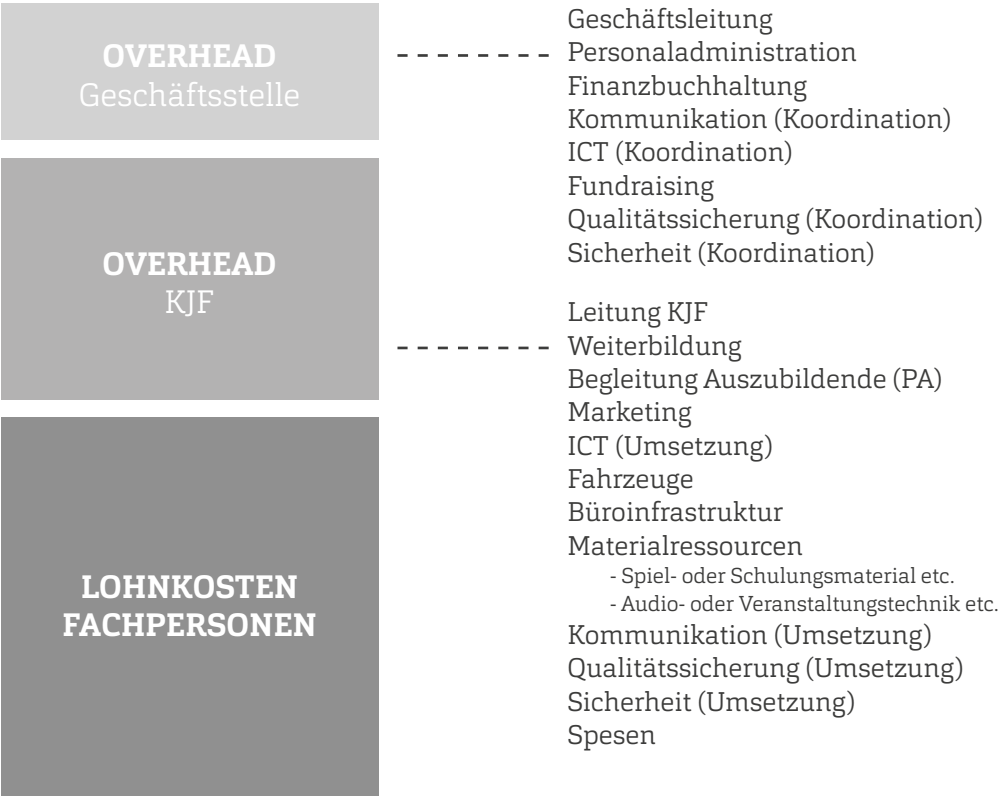 OVERHEAD
Geschäftsstelle
Geschäftsleitung
Personaladministration
Finanzbuchhaltung
Kommunikation (Koordination)
ICT (Koordination)
Fundraising
Qualitätssicherung (Koordination)
Sicherheit (Koordination)
OVERHEAD
KJF
Leitung KJF
Weiterbildung
Begleitung Auszubildende (PA)
Marketing
ICT (Umsetzung)
Fahrzeuge
Büroinfrastruktur
Materialressourcen
- Spiel- oder Schulungsmaterial etc.
- Audio- oder Veranstaltungstechnik etc.
Kommunikation (Umsetzung)
Qualitätssicherung (Umsetzung)
Sicherheit (Umsetzung)
Spesen
LOHNKOSTEN
FACHPERSONEN